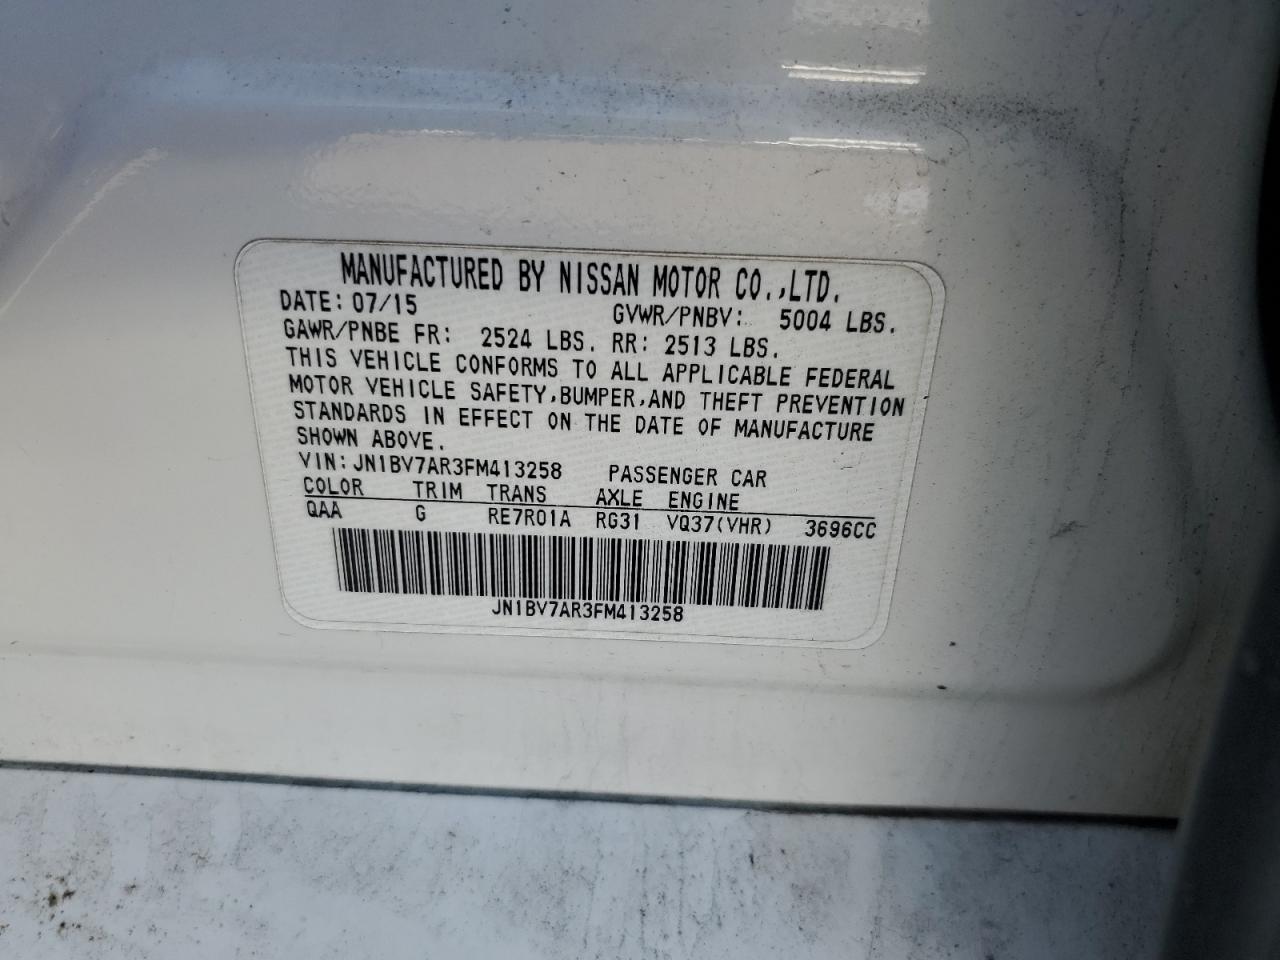 MANUFACTURED BY NISSAN MOTOR CO.,LTD.
DATE: 07/15 GVWR/PNBV: 5004 LBS.
GAWR/PNBE FR: 2524 LBS. RR: 2513 LBS.
THIS VEHICLE CONFORMS TO ALL APPLICABLE FEDERAL
MOTOR VEHICLE SAFETY,BUMPER,AND THEFT PREVENTION
STANDARDS IN EFFECT ON THE DATE OF MANUFACTURE
SHOWN ABOVE.
VIN:JN1BV7AR3FM413258 PASSENGER CAR
COLOR TRIM TRANS AXLE ENGINE
QAA G RE7R01A RG31 VQ37(VHR) 3696CC
JN1BV7AR3FM413258